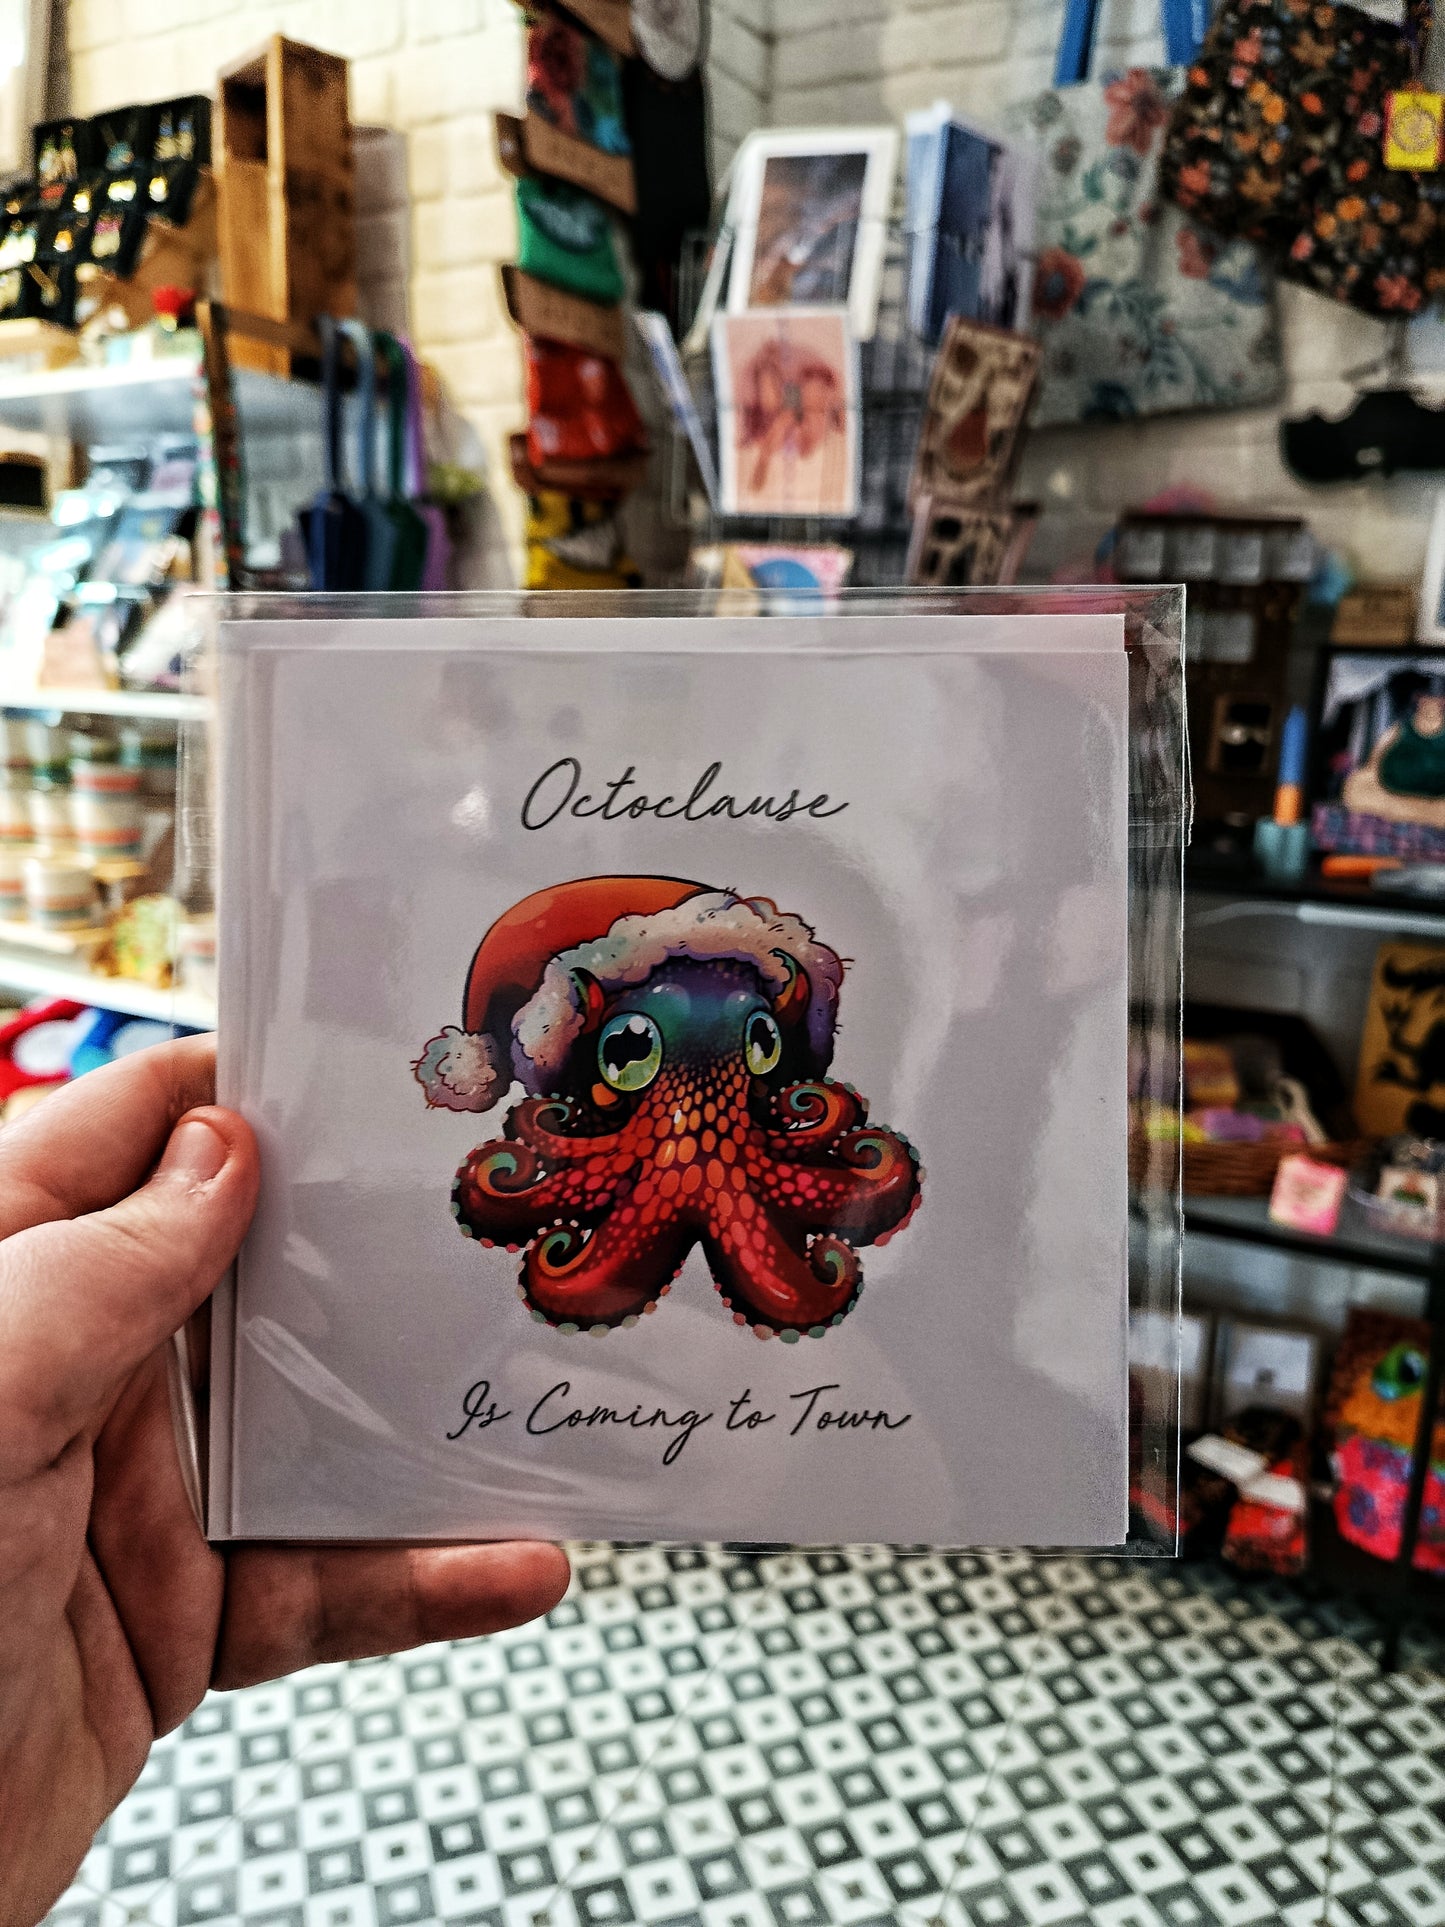 Octoclause
Is Coming to Town